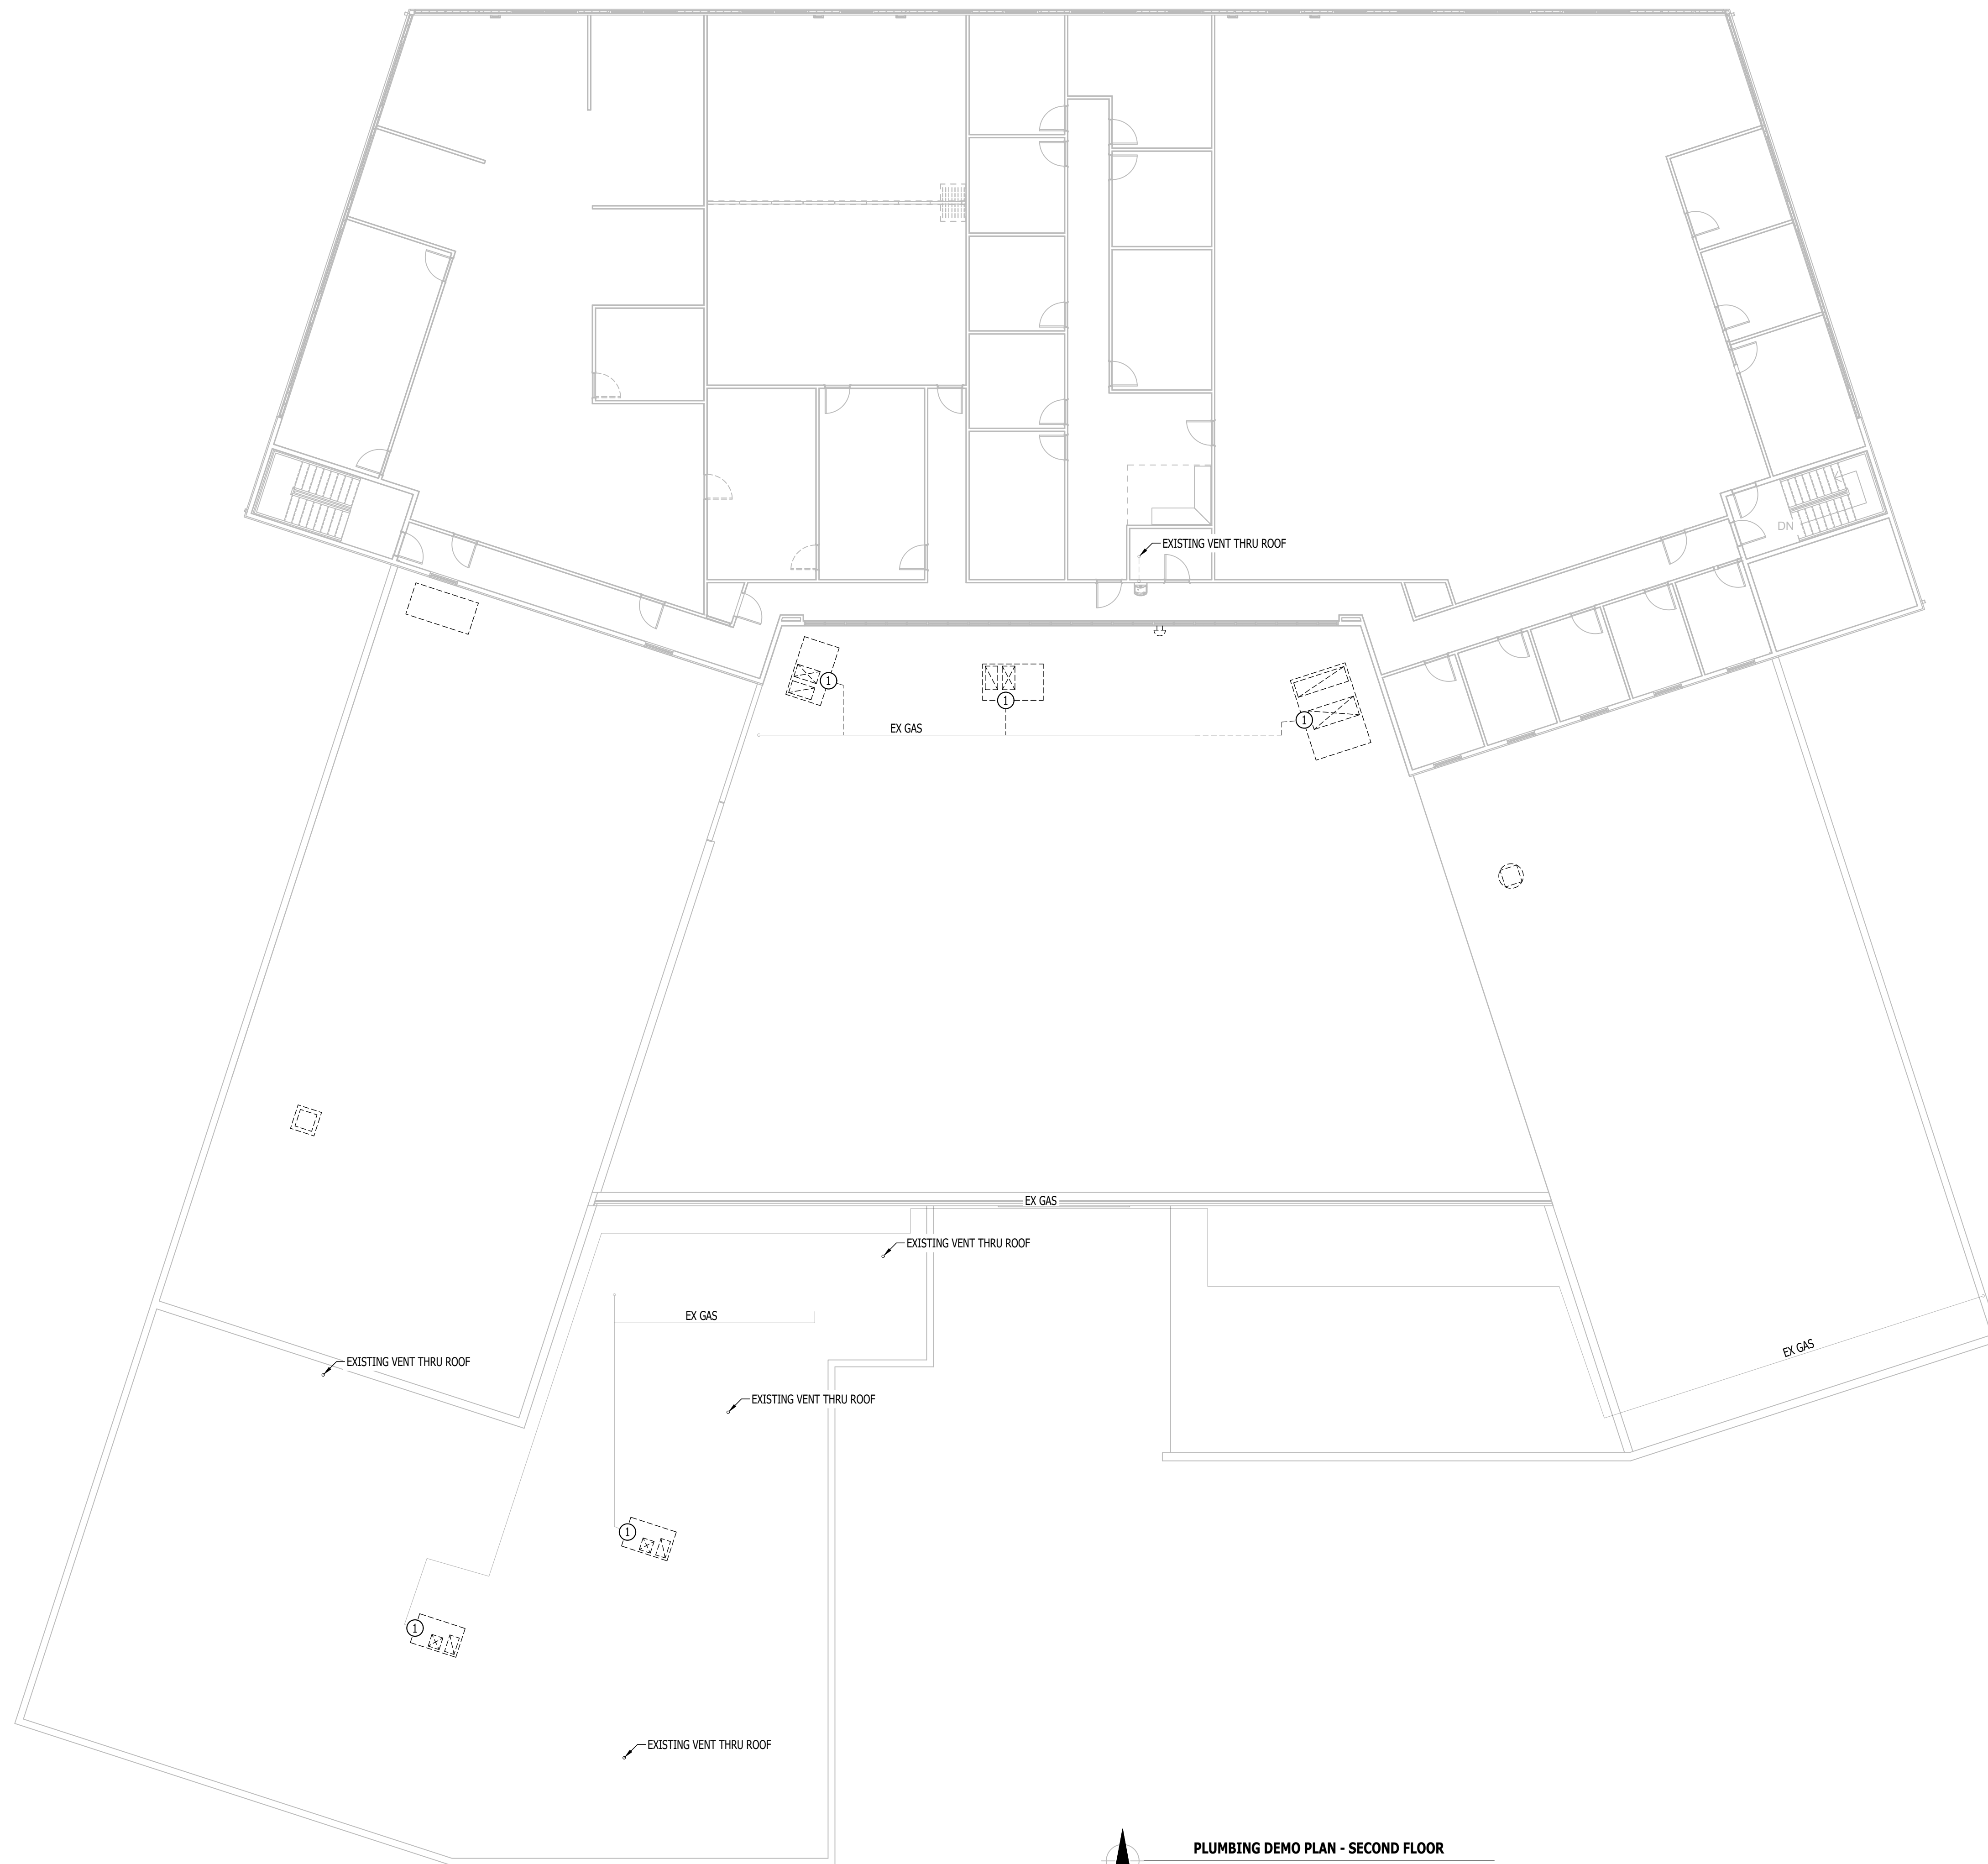 DN
EXISTING VENT THRU ROOF
1
1
1
EX GAS
EX GAS
EXISTING VENT THRU ROOF
EX GAS
EX GAS
EXISTING VENT THRU ROOF
EXISTING VENT THRU ROOF
1
1
EXISTING VENT THRU ROOF
PLUMBING DEMO PLAN - SECOND FLOOR